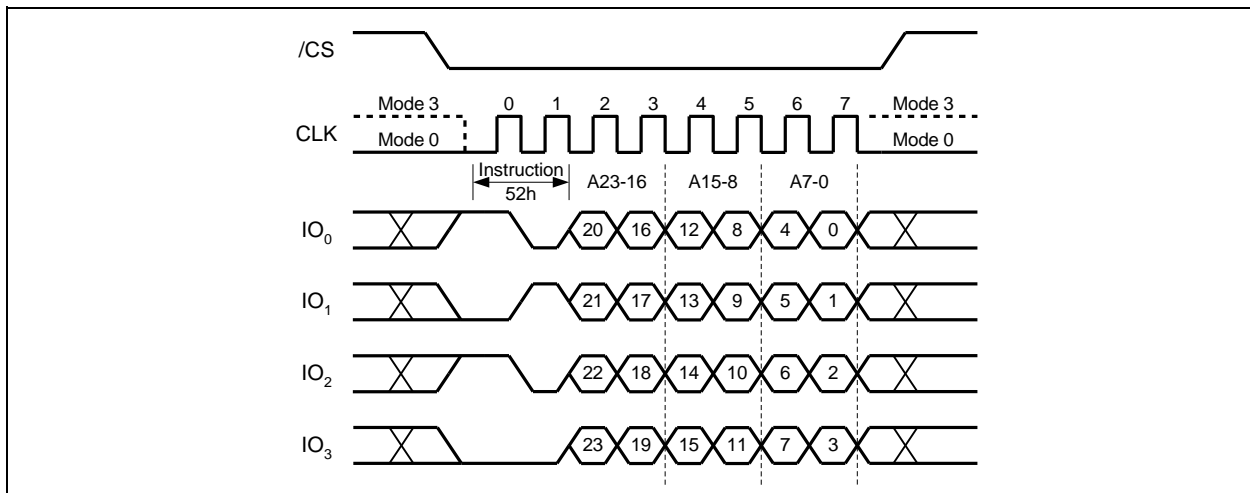 /CS
Mode 3 0 1 2 3 4 5 6 7 Mode 3
CLK
Mode 0 Mode 0
Instruction A23-16 A15-8 A7-0
52h
IO0 20 16 12 8 4 0
IO1 21 17 13 9 5 1
IO2 22 18 14 10 6 2
IO3 23 19 15 11 7 3